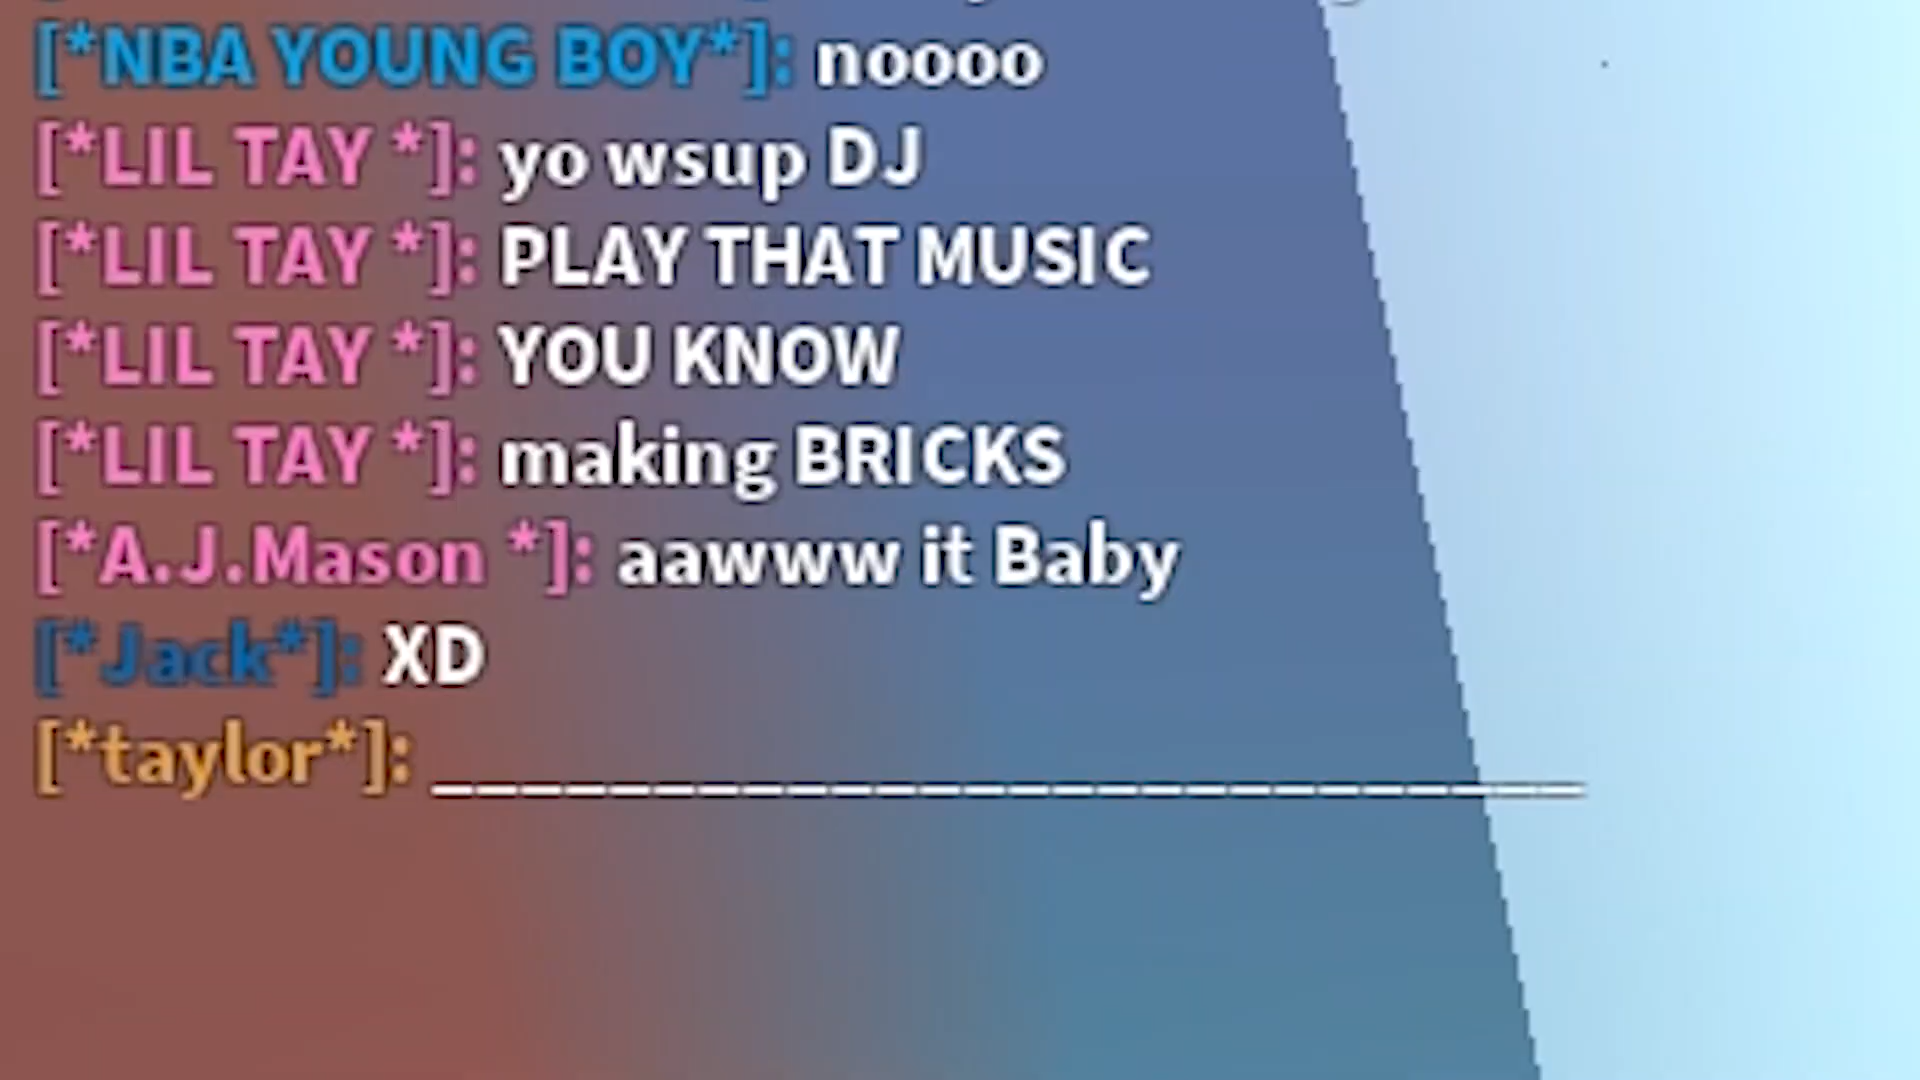 [*NBA YOUNG BOY*]: noooo
[*LIL TAY *]: yo wsup DJ
[*LIL TAY *]: PLAY THAT MUSIC
[*LIL TAY *]: YOU KNOW
[*LIL TAY *]: making BRICKS
[*A.J.Mason *]: aawww it Baby
[*Jack*]: XD
[*taylor*]: ___________________________